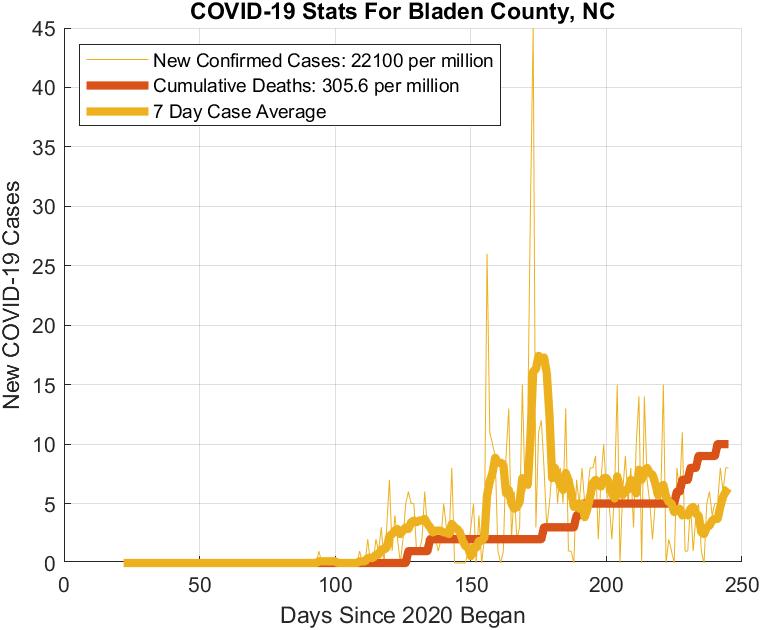 COVID-19 Stats For Bladen County, NC
New Confirmed Cases: 22100 per million
Cumulative Deaths: 305.6 per million
7 Day Case Average
New COVID-19 Cases
45
40
35
30
25
20
15
10
5
0
0 50 100 150 200 250
Days Since 2020 Began